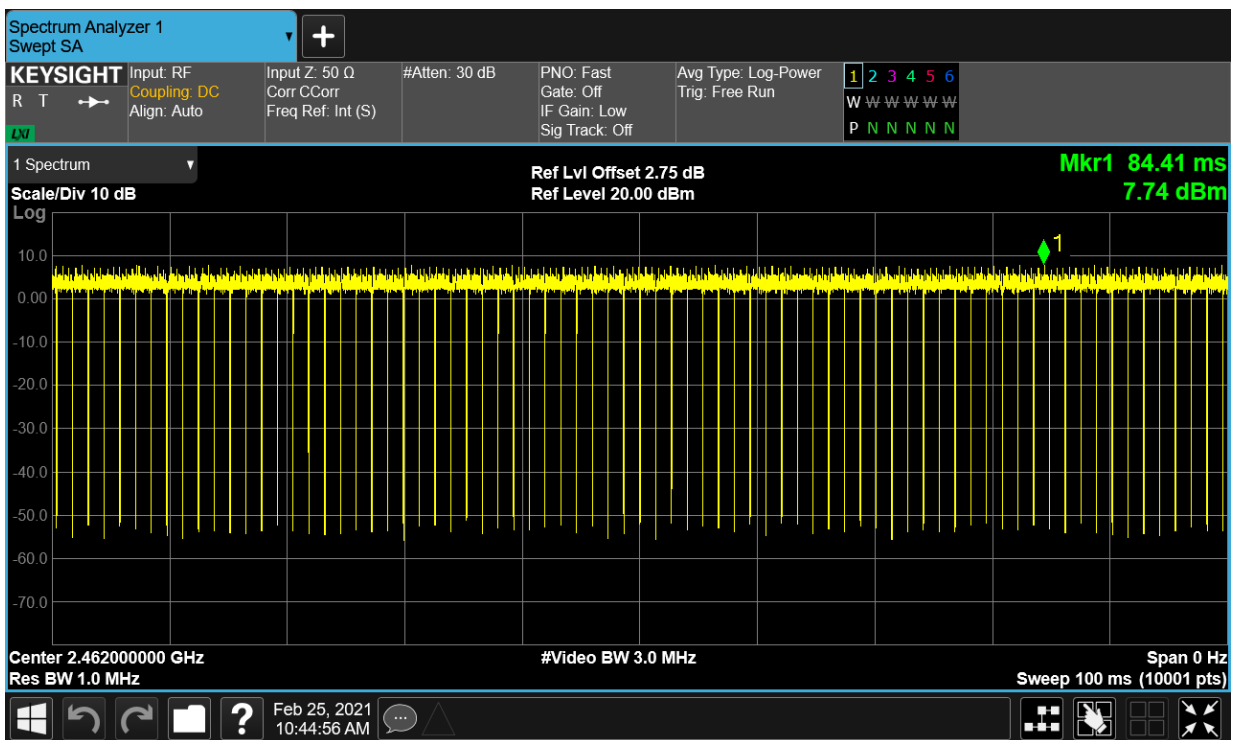 Spectrum Analyzer 1
Swept SA
+
KEYSIGHT
R T
LXI
Input: RF
Coupling: DC
Align: Auto
Input Z: 50 Ω
Corr CCorr
Freq Ref: Int (S)
#Atten: 30 dB
PNO: Fast
Gate: Off
IF Gain: Low
Sig Track: Off
Avg Type: Log-Power
Trig: Free Run
1 2 3 4 5 6
W W W W W W
P N N N N N
1 Spectrum
Scale/Div 10 dB
Log
Ref Lvl Offset 2.75 dB
Ref Level 20.00 dBm
Mkr1 84.41 ms
7.74 dBm
1
10.0
0.00
-10.0
-20.0
-30.0
-40.0
-50.0
-60.0
-70.0
Center 2.462000000 GHz
#Video BW 3.0 MHz
Span 0 Hz
Res BW 1.0 MHz
Sweep 100 ms (10001 pts)
?
Feb 25, 2021
10:44:56 AM